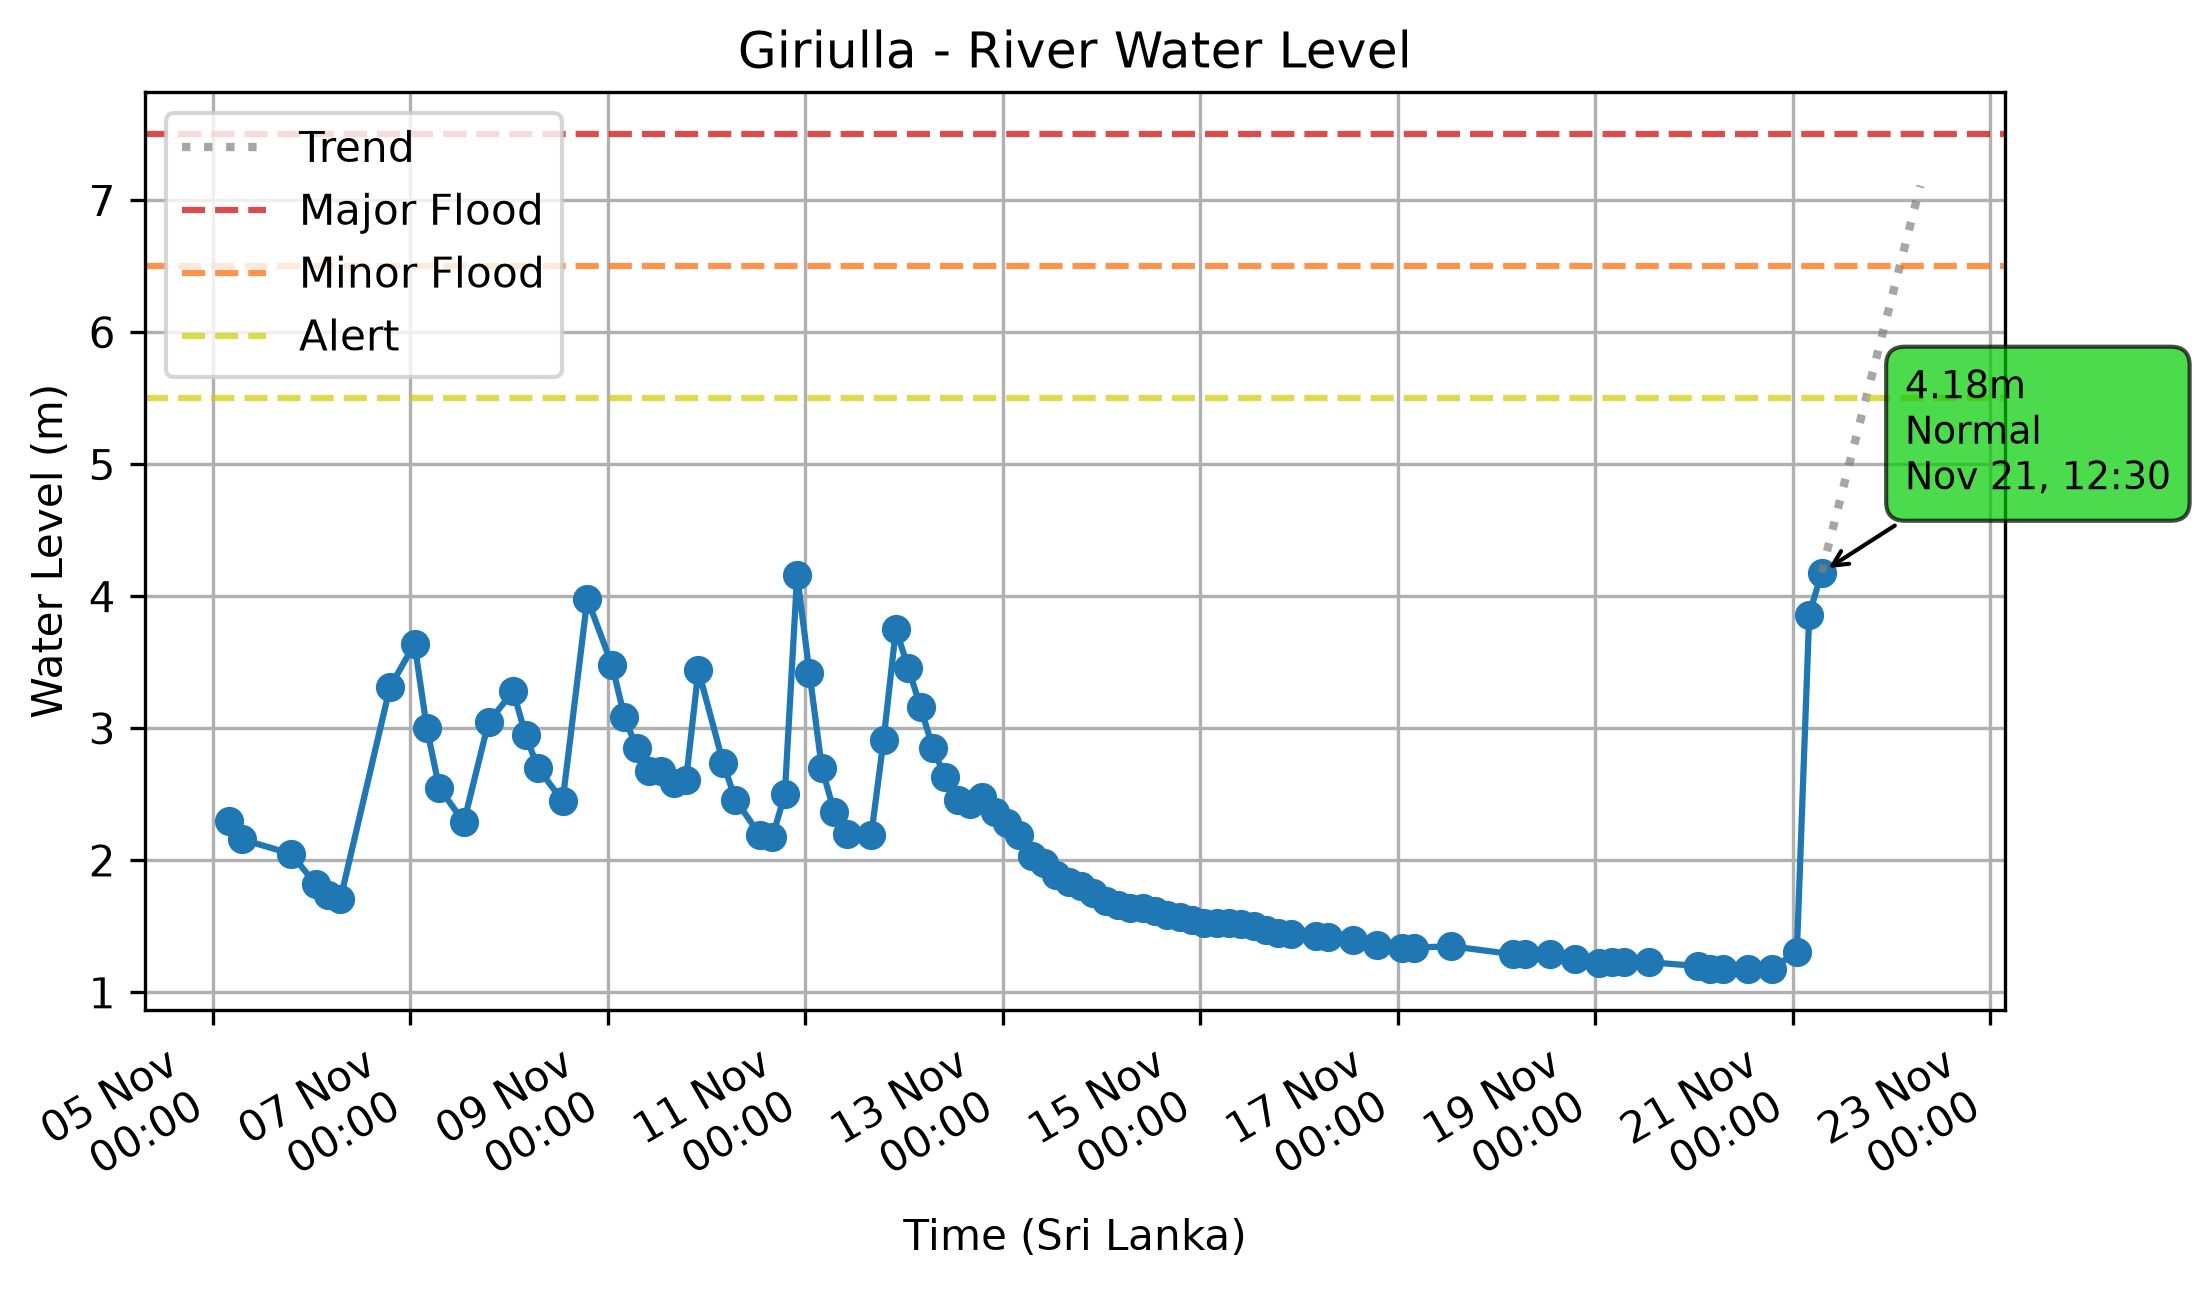 Giriulla - River Water Level
Trend
Major Flood
Minor Flood
Alert
7
6
5
4
3
2
1
Water Level (m)
4.18m
Normal
Nov 21, 12:30
05 Nov
00:00
07 Nov
00:00
09 Nov
00:00
11 Nov
00:00
13 Nov
00:00
15 Nov
00:00
17 Nov
00:00
19 Nov
00:00
21 Nov
00:00
23 Nov
00:00
Time (Sri Lanka)